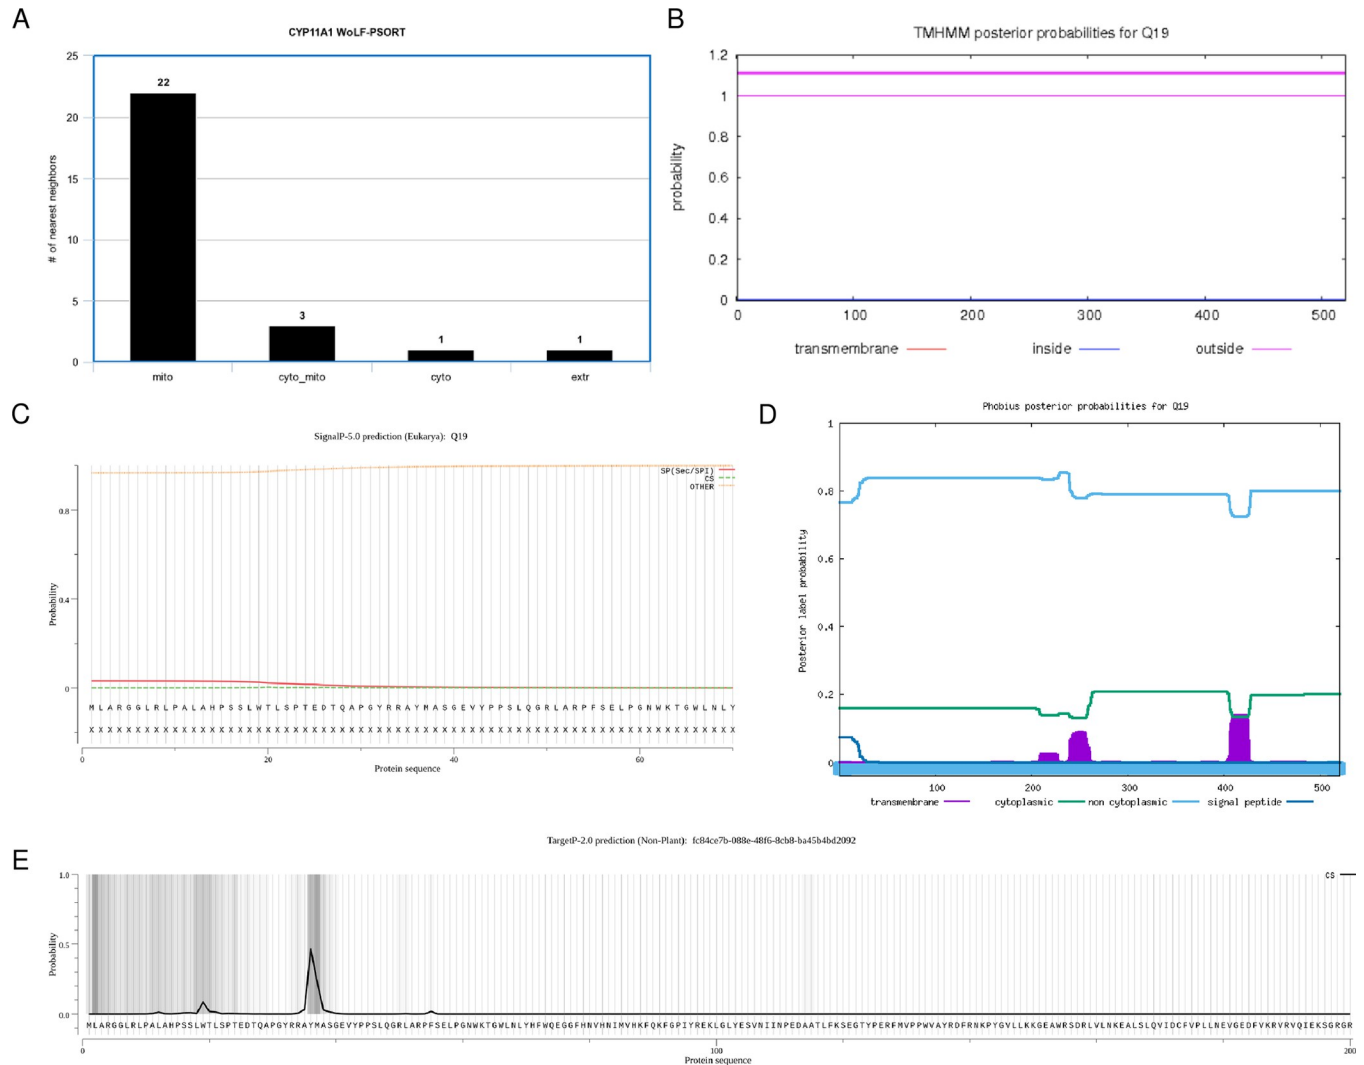 A
CYP11A1 WoLF-PSORT
25
20
15
10
5
0
# of nearest neighbors
22
3
1
1
mito
cyto_mito
cyto
extr
B
TMHMM posterior probabilities for Q19
1.2
1
0.8
0.6
0.4
0.2
0
probability
0 100 200 300 400 500
transmembrane inside outside
C
SignalP-5.0 prediction (Eukarya): Q19
SP(Sec/SPI)
CS
OTHER
0.8
0.4
0
Probability
M L A R G G L R L P A L A H P S S L W T L S P T E D T Q A P G Y R R A Y M A S G E V Y P P S L Q G R L A R P F S E L P G N W K T G W L N L Y
X X X X X X X X X X X X X X X X X X X X X X X X X X X X X X X X X X X X X X X X X X X X X X X X X X X X X X X X X X X X X X X X X X X X X X
0 20 40 60
Protein sequence
D
Phobius posterior probabilities for Q19
1
0.8
0.6
0.4
0.2
0
Posterior label probability
100 200 300 400 500
transmembrane cytoplasmic non cytoplasmic signal peptide
E
TargetP-2.0 prediction (Non-Plant): fc84ce7b-088e-48f6-8cb8-ba45b4bd2092
CS
1.0
0.5
0.0
Probability
MLARGGLRLPALAHPSSLWTLSPTEDTQAPGYRRAYMASGEVYPPSLQGRLARPFSELPGNWKTGWLNLYHFWQEGGFHNVHNIMVHKFQKFGPIYREKLGLYESVNIINPEDAATLFKSEGTYPERFMVPPWVAYRDFRNKPYGVLLKKGEAWRSDRLVLNKEALSLQVIDCFVPLLNEVGEDFVKRVRVQIEKSGRGR
0 100 200
Protein sequence